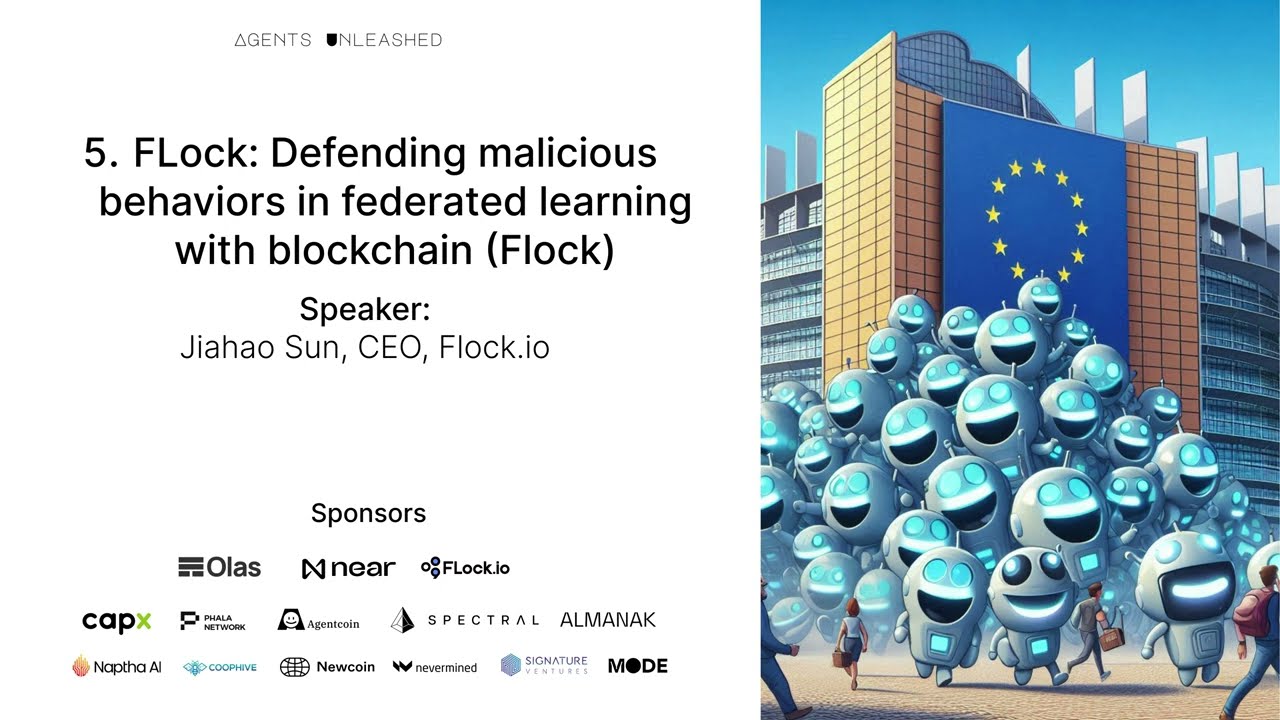 AGENTS UNLEASHED
5. FLock: Defending malicious
behaviors in federated learning
with blockchain (Flock)
Speaker:
Jiahao Sun, CEO, Flock.io
Sponsors
Olas near FLock.io
capx PHALA NETWORK Agentcoin SPECTRAL ALMANAK
Naptha AI COOPHIVE Newcoin nevermined SIGNATURE VENTURES MODE